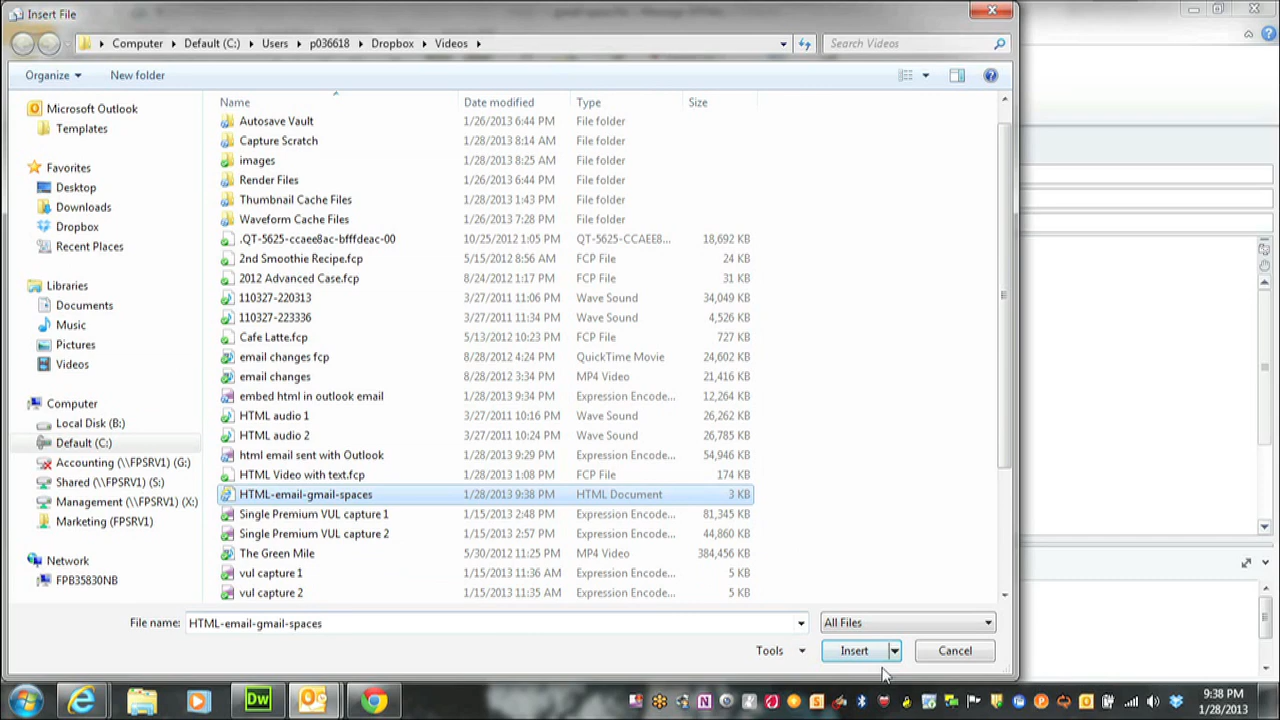 Insert File
Computer Default (C:) Users p036618 Dropbox Videos
Search Videos
Organize New folder
Microsoft Outlook
Templates
Favorites
Desktop
Downloads
Dropbox
Recent Places
Libraries
Documents
Music
Pictures
Videos
Computer
Local Disk (B:)
Default (C:)
Accounting (\\FPSRV1) (G:)
Shared (\\FPSRV1) (S:)
Management (\\FPSRV1) (X:)
Marketing (FPSRV1)
Network
FPB35830NB
Name Date modified Type Size
Autosave Vault 1/26/2013 6:44 PM File folder
Capture Scratch 1/28/2013 8:14 AM File folder
images 1/28/2013 8:25 AM File folder
Render Files 1/26/2013 6:44 PM File folder
Thumbnail Cache Files 1/28/2013 1:43 PM File folder
Waveform Cache Files 1/26/2013 7:28 PM File folder
.QT-5625-ccaee8ac-bfffdeac-00 10/25/2012 1:05 PM QT-5625-CCAEE8... 18,692 KB
2nd Smoothie Recipe.fcp 5/15/2012 8:56 AM FCP File 24 KB
2012 Advanced Case.fcp 8/24/2012 1:17 PM FCP File 31 KB
110327-220313 3/27/2011 11:06 PM Wave Sound 34,049 KB
110327-223336 3/27/2011 11:34 PM Wave Sound 4,526 KB
Cafe Latte.fcp 5/13/2012 10:23 PM FCP File 727 KB
email changes fcp 8/28/2012 4:24 PM QuickTime Movie 24,602 KB
email changes 8/28/2012 3:34 PM MP4 Video 21,416 KB
embed html in outlook email 1/28/2013 9:34 PM Expression Encode... 12,264 KB
HTML audio 1 3/27/2011 10:16 PM Wave Sound 26,262 KB
HTML audio 2 3/27/2011 10:24 PM Wave Sound 26,785 KB
html email sent with Outlook 1/28/2013 9:29 PM Expression Encode... 54,946 KB
HTML Video with text.fcp 1/28/2013 1:08 PM FCP File 174 KB
HTML-email-gmail-spaces 1/28/2013 9:38 PM HTML Document 3 KB
Single Premium VUL capture 1 1/15/2013 2:48 PM Expression Encode... 81,345 KB
Single Premium VUL capture 2 1/15/2013 2:57 PM Expression Encode... 44,860 KB
The Green Mile 5/30/2012 11:25 PM MP4 Video 384,456 KB
vul capture 1 1/15/2013 11:36 AM Expression Encode... 5 KB
vul capture 2 1/15/2013 11:35 AM Expression Encode... 5 KB
File name: HTML-email-gmail-spaces All Files
Tools Insert Cancel
Dw
9:38 PM
1/28/2013